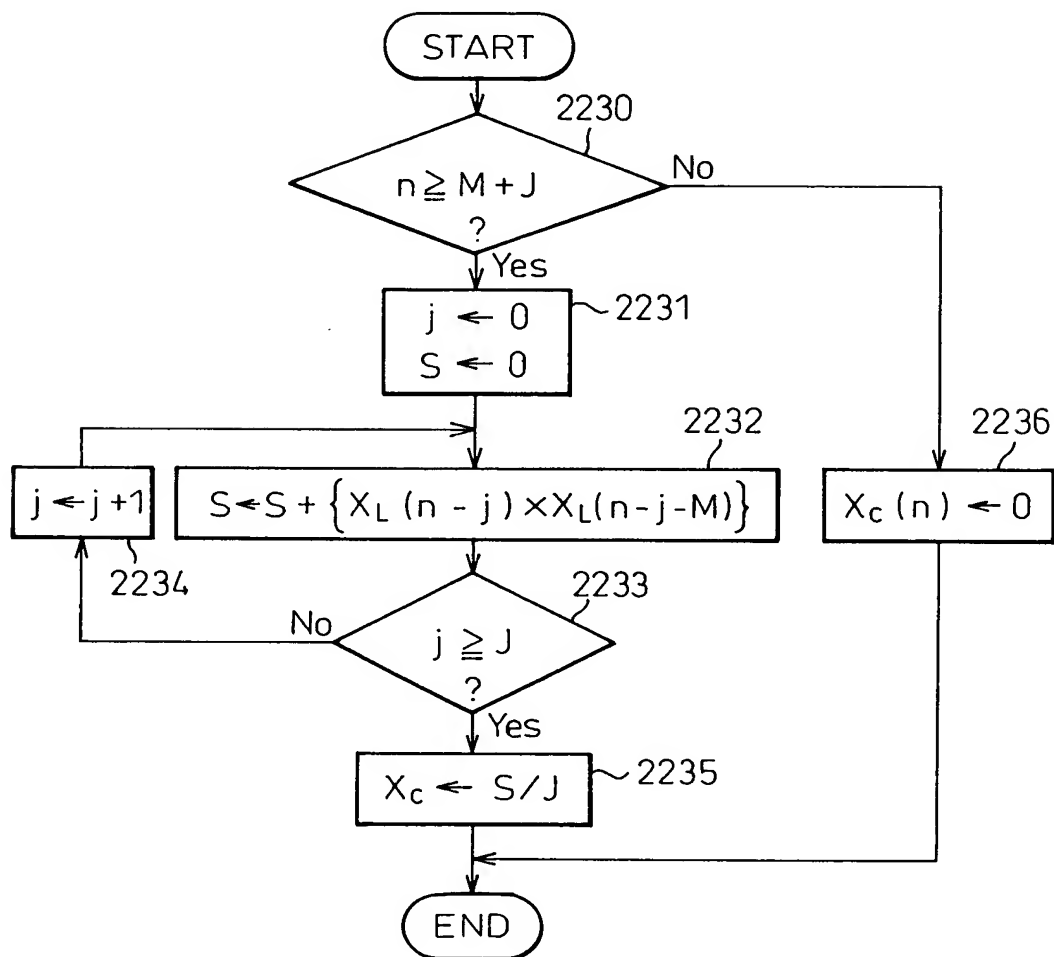 START
2230
n ≧ M + J
?
No
Yes
2231
j ← 0
S ← 0
2232
2236
j ← j + 1
S ← S + { X_L (n - j) × X_L (n - j - M) }
X_c (n) ← 0
2234
2233
No
j ≧ J
?
Yes
2235
X_c ← S / J
END